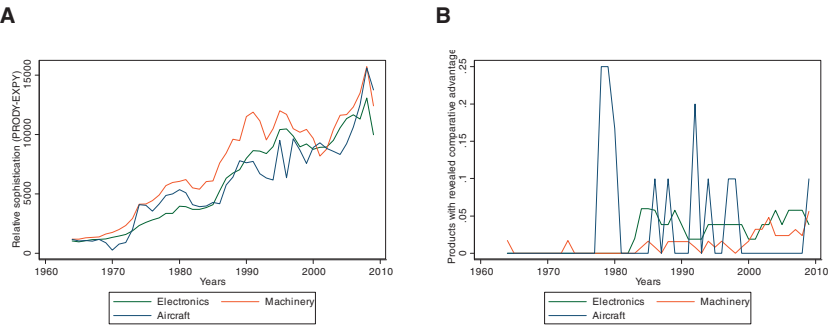 A
Relative sophistication (PRODY-EXPY)
15000
10000
5000
0
1960
1970
1980
1990
2000
2010
Years
Electronics
Machinery
Aircraft
B
Products with revealed comparative advantage
.25
.2
.15
.1
.05
0
1960
1970
1980
1990
2000
2010
Years
Electronics
Machinery
Aircraft